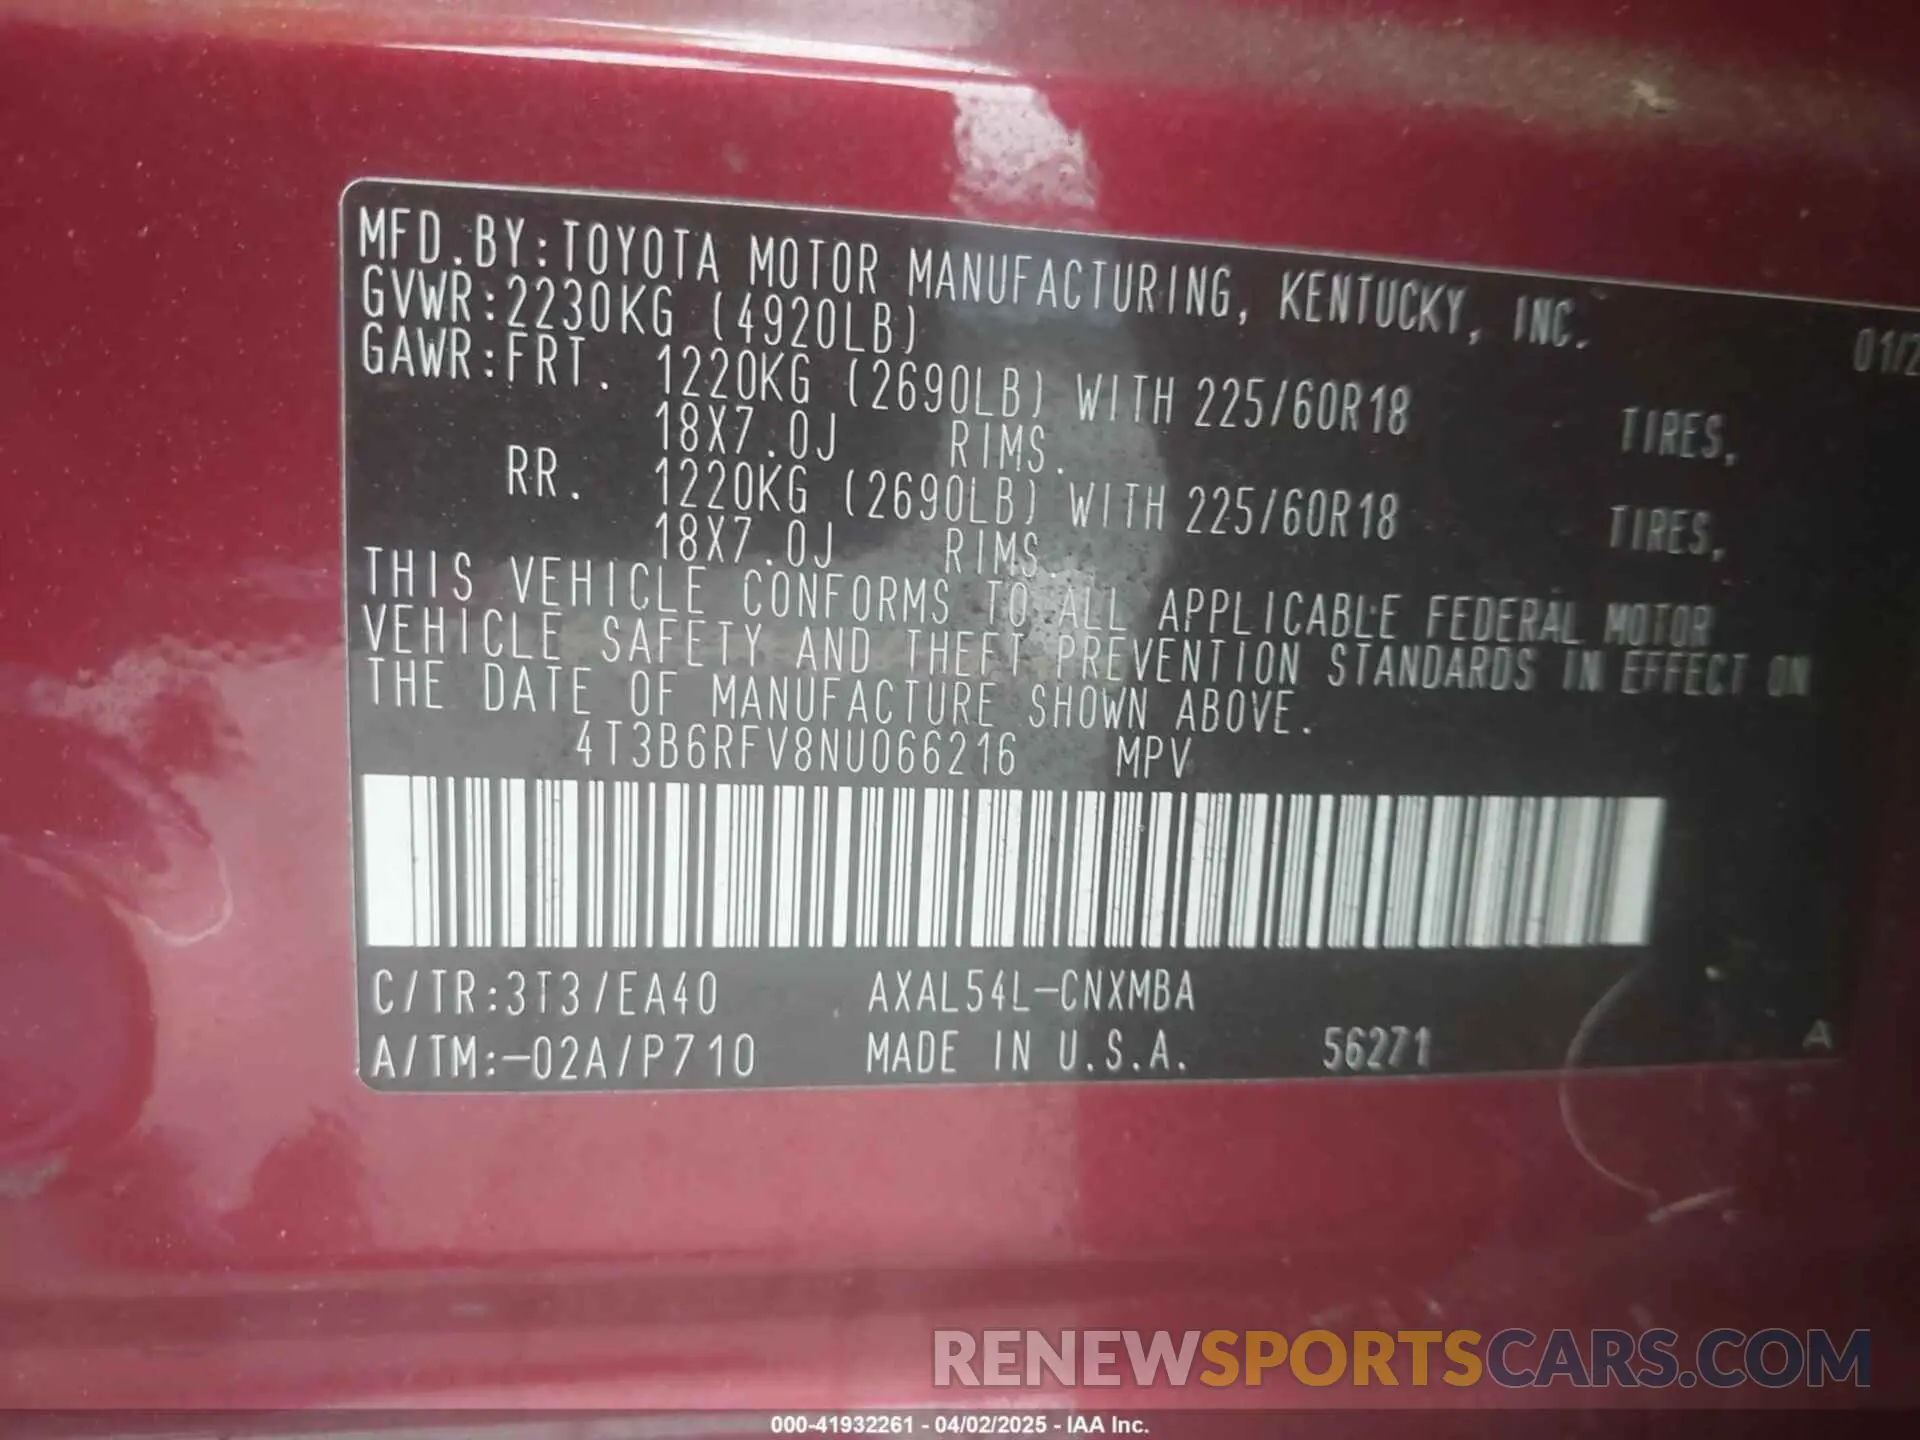 MFD.BY:TOYOTA MOTOR MANUFACTURING, KENTUCKY, INC.
01/2
GVWR:2230KG (4920LB)
GAWR:FRT. 1220KG (2690LB) WITH 225/60R18 TIRES,
18X7.0J RIMS.
RR. 1220KG (2690LB) WITH 225/60R18 TIRES,
18X7.0J RIMS.
THIS VEHICLE CONFORMS TO ALL APPLICABLE FEDERAL MOTOR
VEHICLE SAFETY AND THEFT PREVENTION STANDARDS IN EFFECT ON
THE DATE OF MANUFACTURE SHOWN ABOVE.
4T3B6RFV8NU066216 MPV
C/TR:3T3/EA40 AXAL54L-CNXMBA
A/TM:-02A/P710 MADE IN U.S.A. 56271 A
RENEWSPORTSCARS.COM
000-41932261 - 04/02/2025 - IAA Inc.